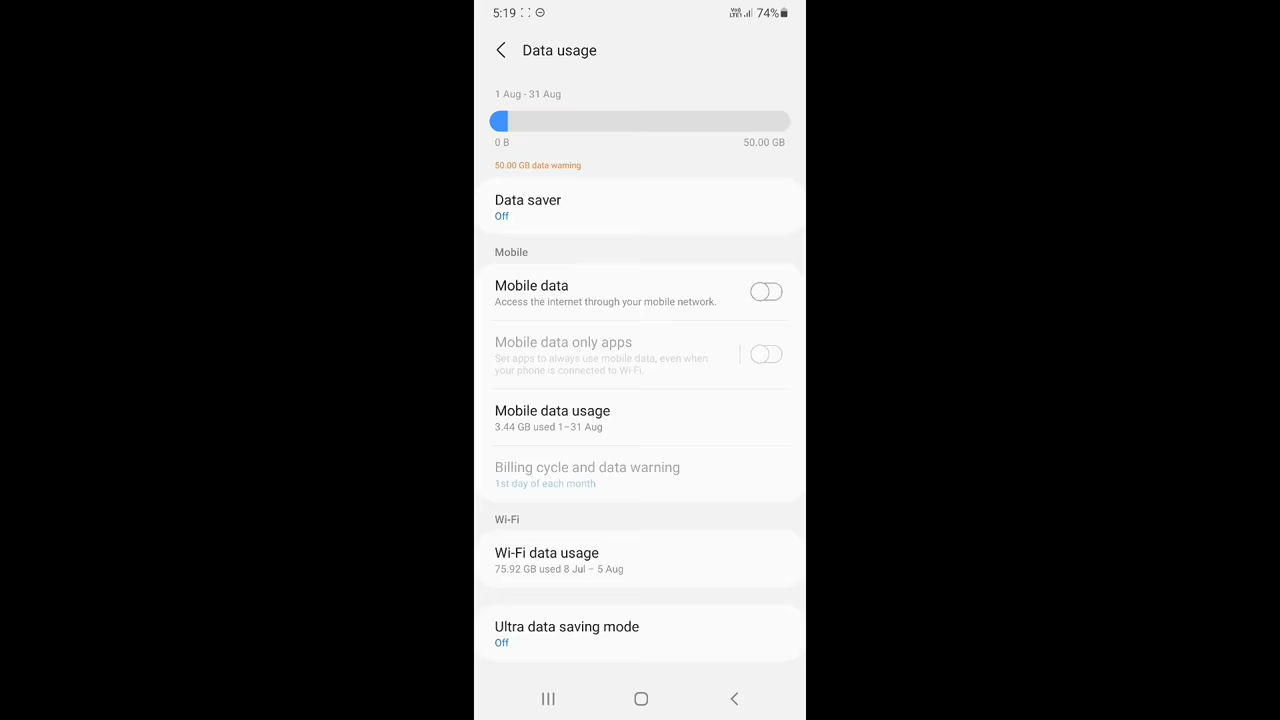 5:19
Vo) LTE1 74%
Data usage
1 Aug - 31 Aug
0 B 50.00 GB
50.00 GB data warning
Data saver
Off
Mobile
Mobile data
Access the internet through your mobile network.
Mobile data only apps
Set apps to always use mobile data, even when
your phone is connected to Wi-Fi.
Mobile data usage
3.44 GB used 1–31 Aug
Billing cycle and data warning
1st day of each month
Wi-Fi
Wi-Fi data usage
75.92 GB used 8 Jul – 5 Aug
Ultra data saving mode
Off